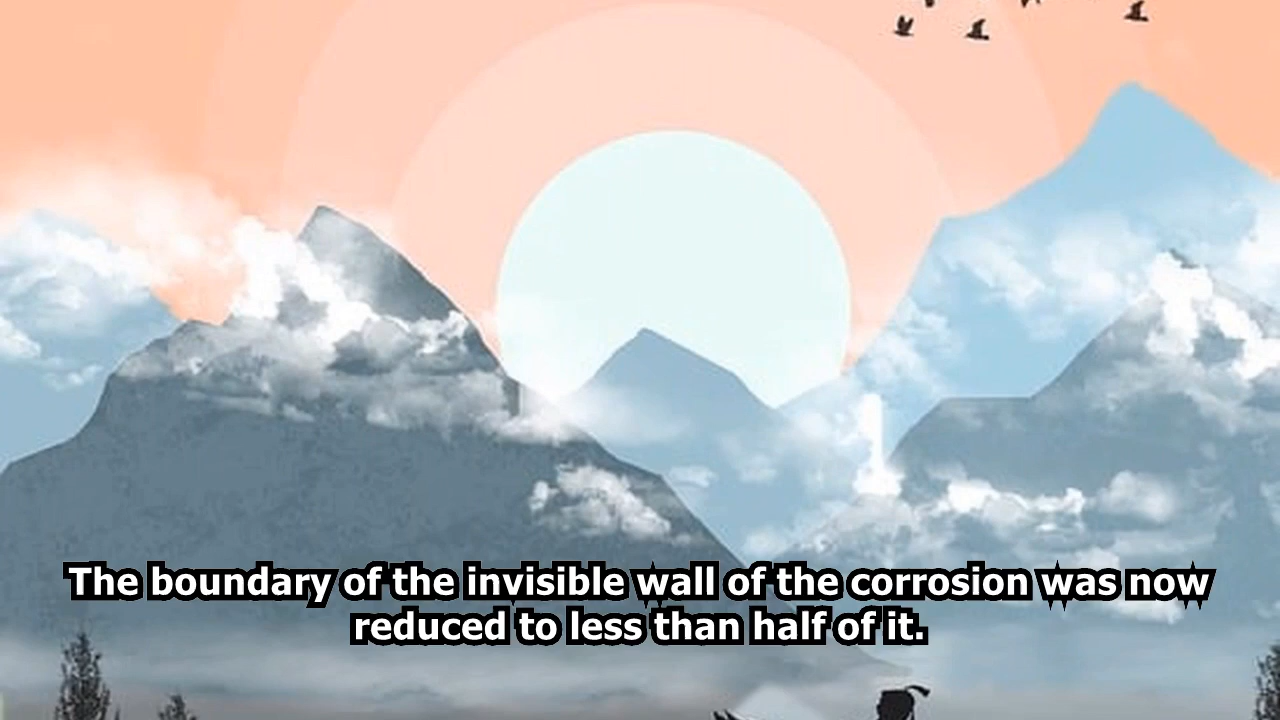 The boundary of the invisible wall of the corrosion was now
reduced to less than half of it.